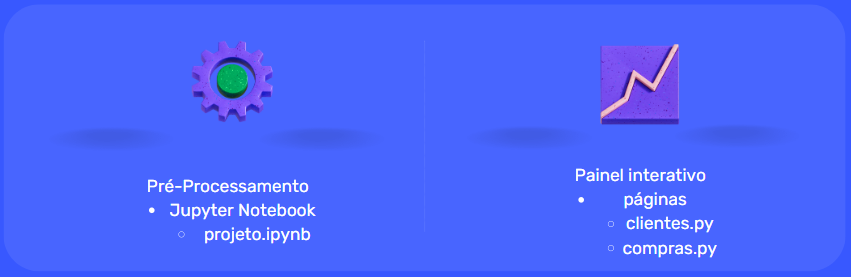 Pré-Processamento
• Jupyter Notebook
○ projeto.ipynb
Painel interativo
• páginas
○ clientes.py
○ compras.py